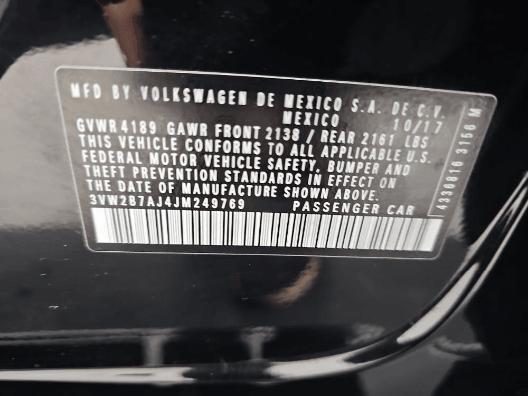 MFD BY VOLKSWAGEN DE MEXICO S.A. DE C.V.
MEXICO 10/17
GVWR 4189 GAWR FRONT 2138 / REAR 2161 LBS
THIS VEHICLE CONFORMS TO ALL APPLICABLE U.S.
FEDERAL MOTOR VEHICLE SAFETY, BUMPER AND
THEFT PREVENTION STANDARDS IN EFFECT ON
THE DATE OF MANUFACTURE SHOWN ABOVE.
3VW2B7AJ4JM249769 PASSENGER CAR
4336816 3156 M